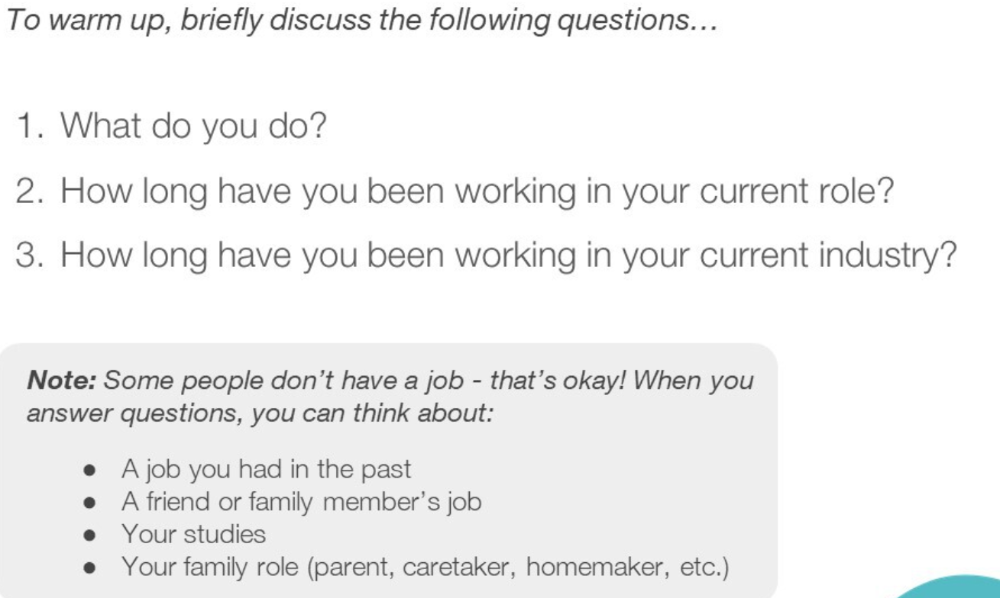 To warm up, briefly discuss the following questions...
1. What do you do?
2. How long have you been working in your current role?
3. How long have you been working in your current industry?
Note: Some people don't have a job - that's okay! When you
answer questions, you can think about:
● A job you had in the past
● A friend or family member's job
● Your studies
● Your family role (parent, caretaker, homemaker, etc.)